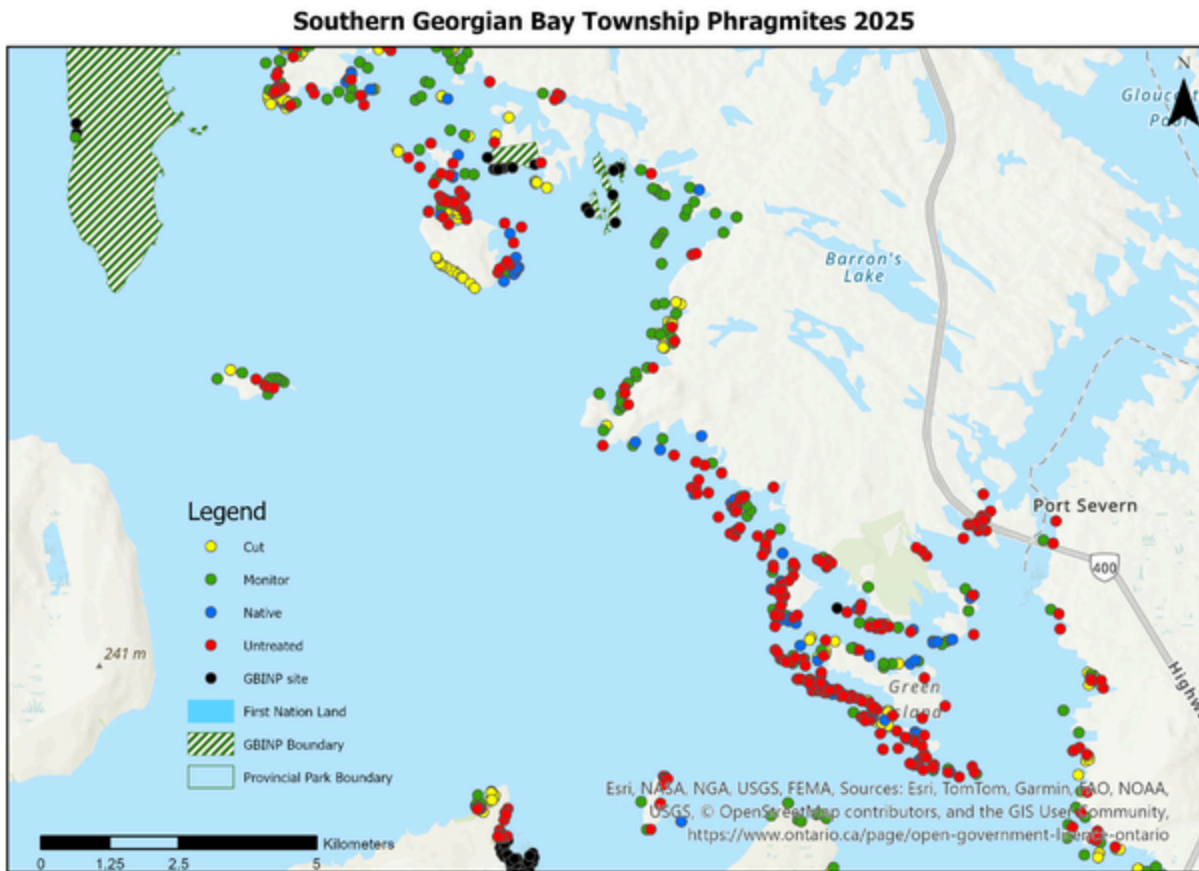 Southern Georgian Bay Township Phragmites 2025
N
Barron's
Lake
Port Severn
400
Legend
Cut
Monitor
Native
Untreated
GBINP site
First Nation Land
GBINP Boundary
Provincial Park Boundary
241 m
Green
Island
Esri, NASA, NGA, USGS, FEMA, Sources: Esri, TomTom, Garmin, FAO, NOAA,
USGS, © OpenStreetMap contributors, and the GIS User Community,
https://www.ontario.ca/page/open-government-licence-ontario
Kilometers
0 1.25 2.5 5